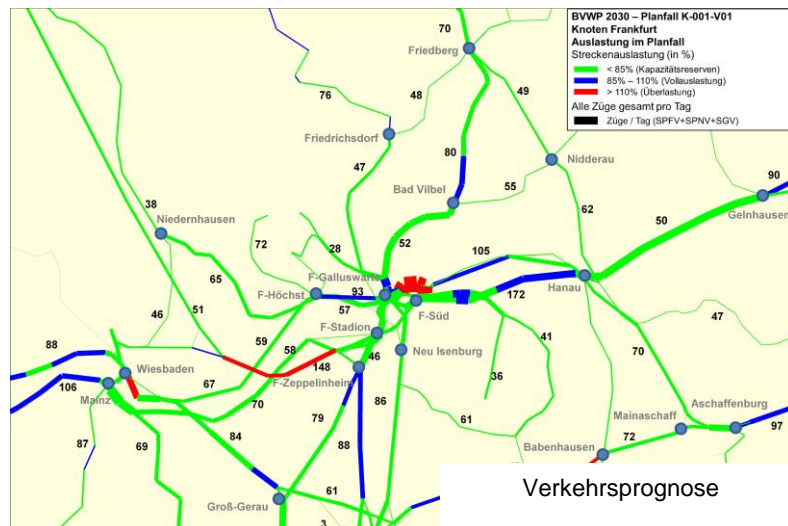 BVWP 2030 – Planfall K-001-V01
Knoten Frankfurt
Auslastung im Planfall
Streckenauslastung (in %)
< 85% (Kapazitätsreserven)
85% – 110% (Vollauslastung)
> 110% (Überlastung)
Alle Züge gesamt pro Tag
Züge / Tag (SPFV+SPNV+SGV)
70
Friedberg
76
48
49
Friedrichsdorf
47
80
Nidderau
Bad Vilbel
55
90
Gelnhausen
38
Niedernhausen
62
50
72
28
52
105
65
F-Galluswarte
93
F-Höchst
57
172
Hanau
F-Süd
51
46
59
58
F-Stadion
Neu Isenburg
41
47
88
Wiesbaden
148
46
70
106
Mainz
67
F-Zeppelinheim
36
70
79
86
61
Mainaschaff
Aschaffenburg
87
69
84
88
Babenhausen
72
97
61
Groß-Gerau
3
Verkehrsprognose